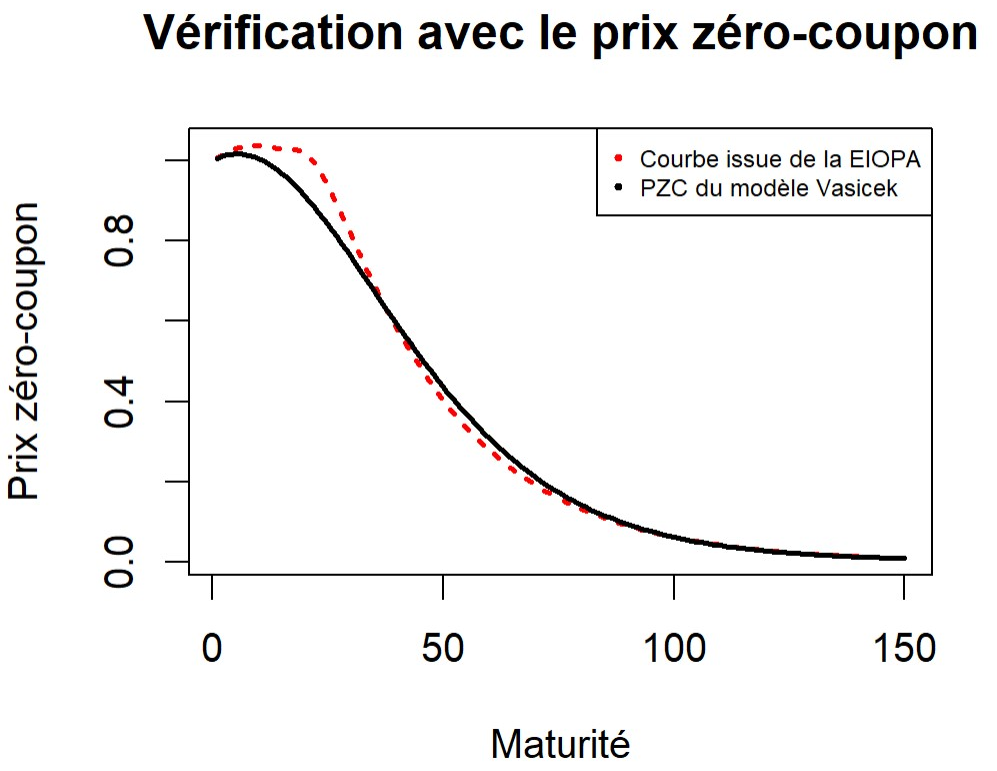 Vérification avec le prix zéro-coupon
Courbe issue de la EIOPA
PZC du modèle Vasicek
Prix zéro-coupon
0.8
0.4
0.0
0 50 100 150
Maturité